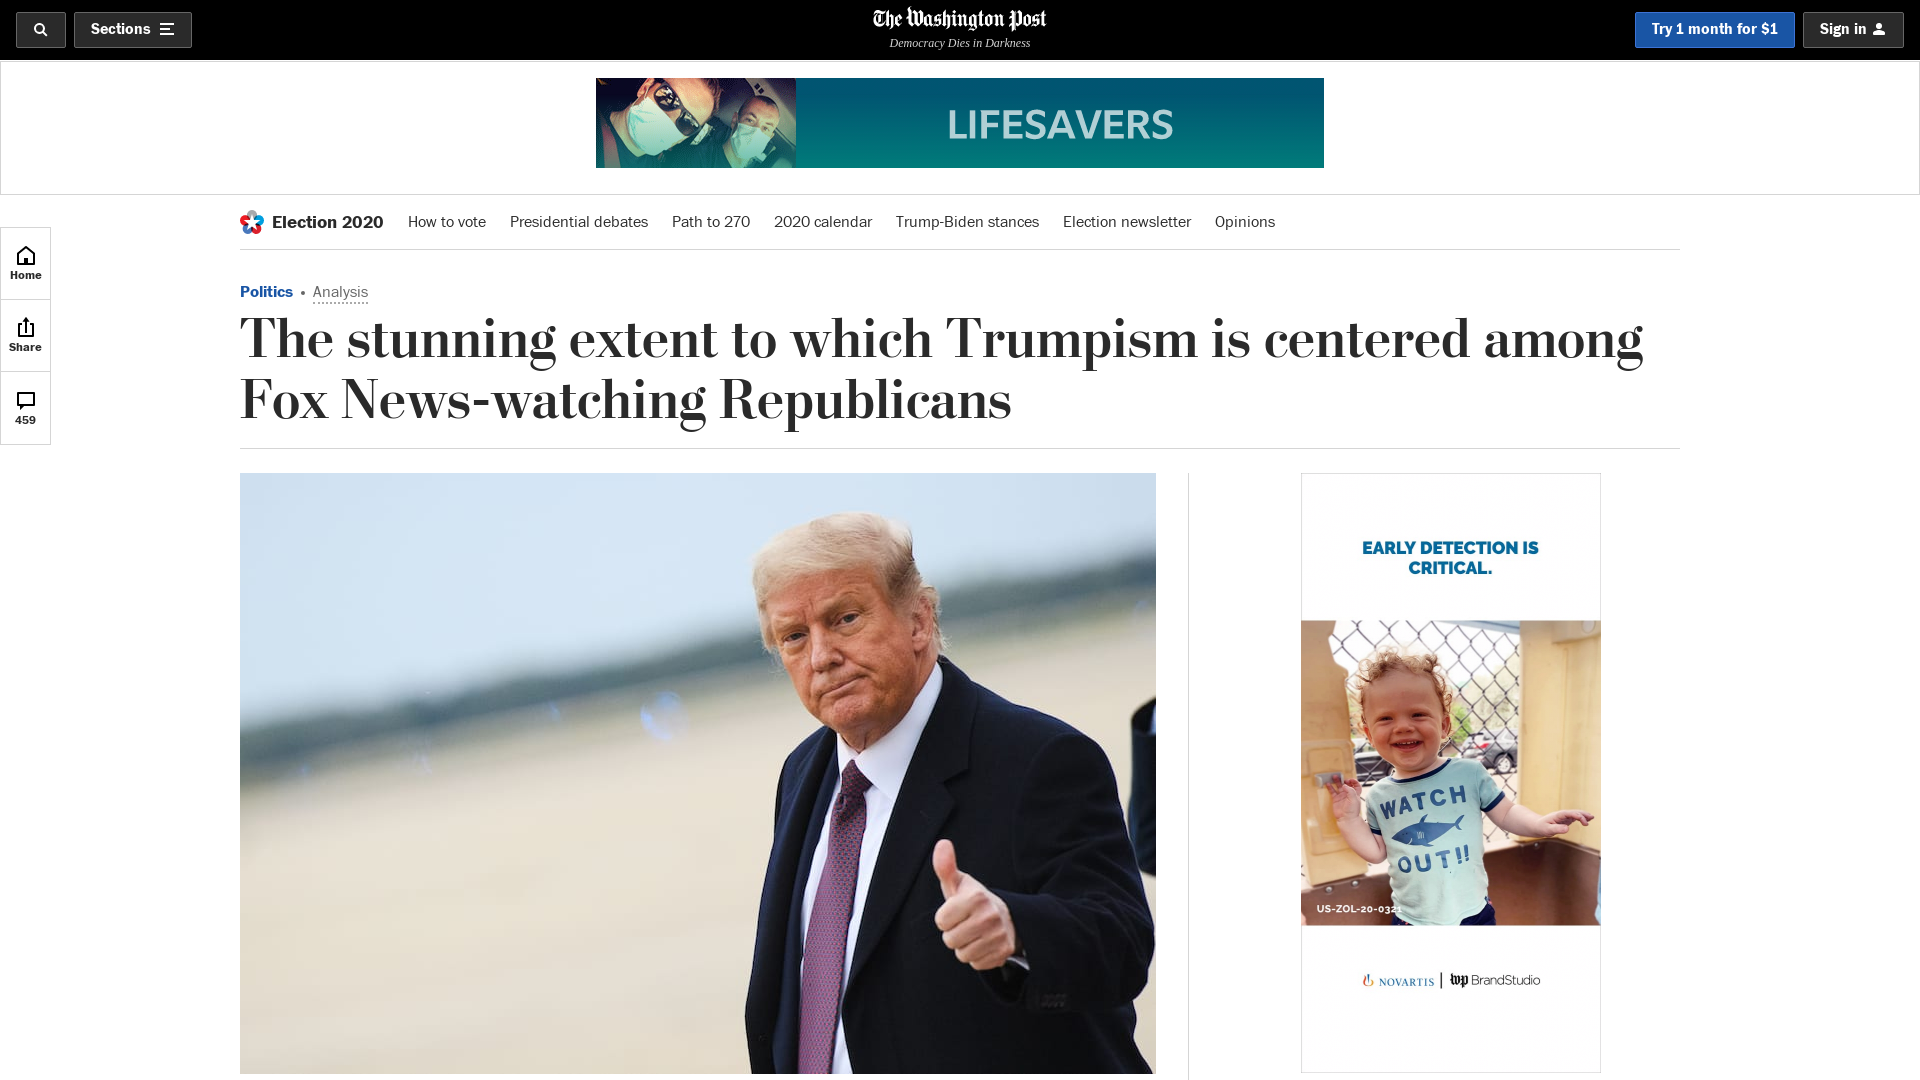 Sections
The Washington Post
Democracy Dies in Darkness
Try 1 month for $1
Sign in
LIFESAVERS
Election 2020
How to vote
Presidential debates
Path to 270
2020 calendar
Trump-Biden stances
Election newsletter
Opinions
Home
Share
459
Politics • Analysis
The stunning extent to which Trumpism is centered among
Fox News-watching Republicans
EARLY DETECTION IS
CRITICAL.
WATCH
OUT!!
US-ZOL-20-0321
NOVARTIS | wp BrandStudio